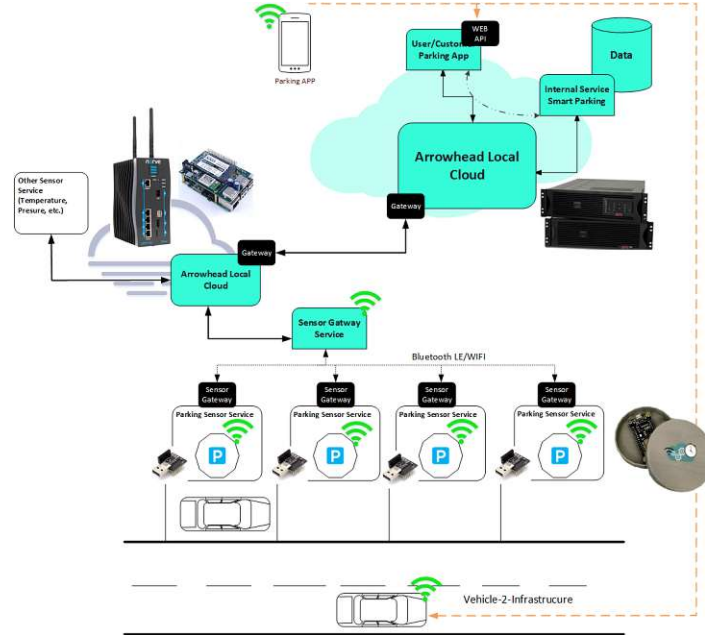 WEB
API
User/Custome
Parking App
Data
Parking APP
Internal Service
Smart Parking
Arrowhead Local
Cloud
Other Sensor
Service
(Temperature,
Presure, etc.)
Gateway
Gateway
Arrowhead Local
Cloud
Sensor Gatway
Service
Bluetooth LE/WIFI
Sensor
Gateway
Sensor
Gateway
Sensor
Gateway
Sensor
Gateway
Parking Sensor Service
Parking Sensor Service
Parking Sensor Service
Parking Sensor Service
P
P
P
P
Vehicle-2-Infrastrucure